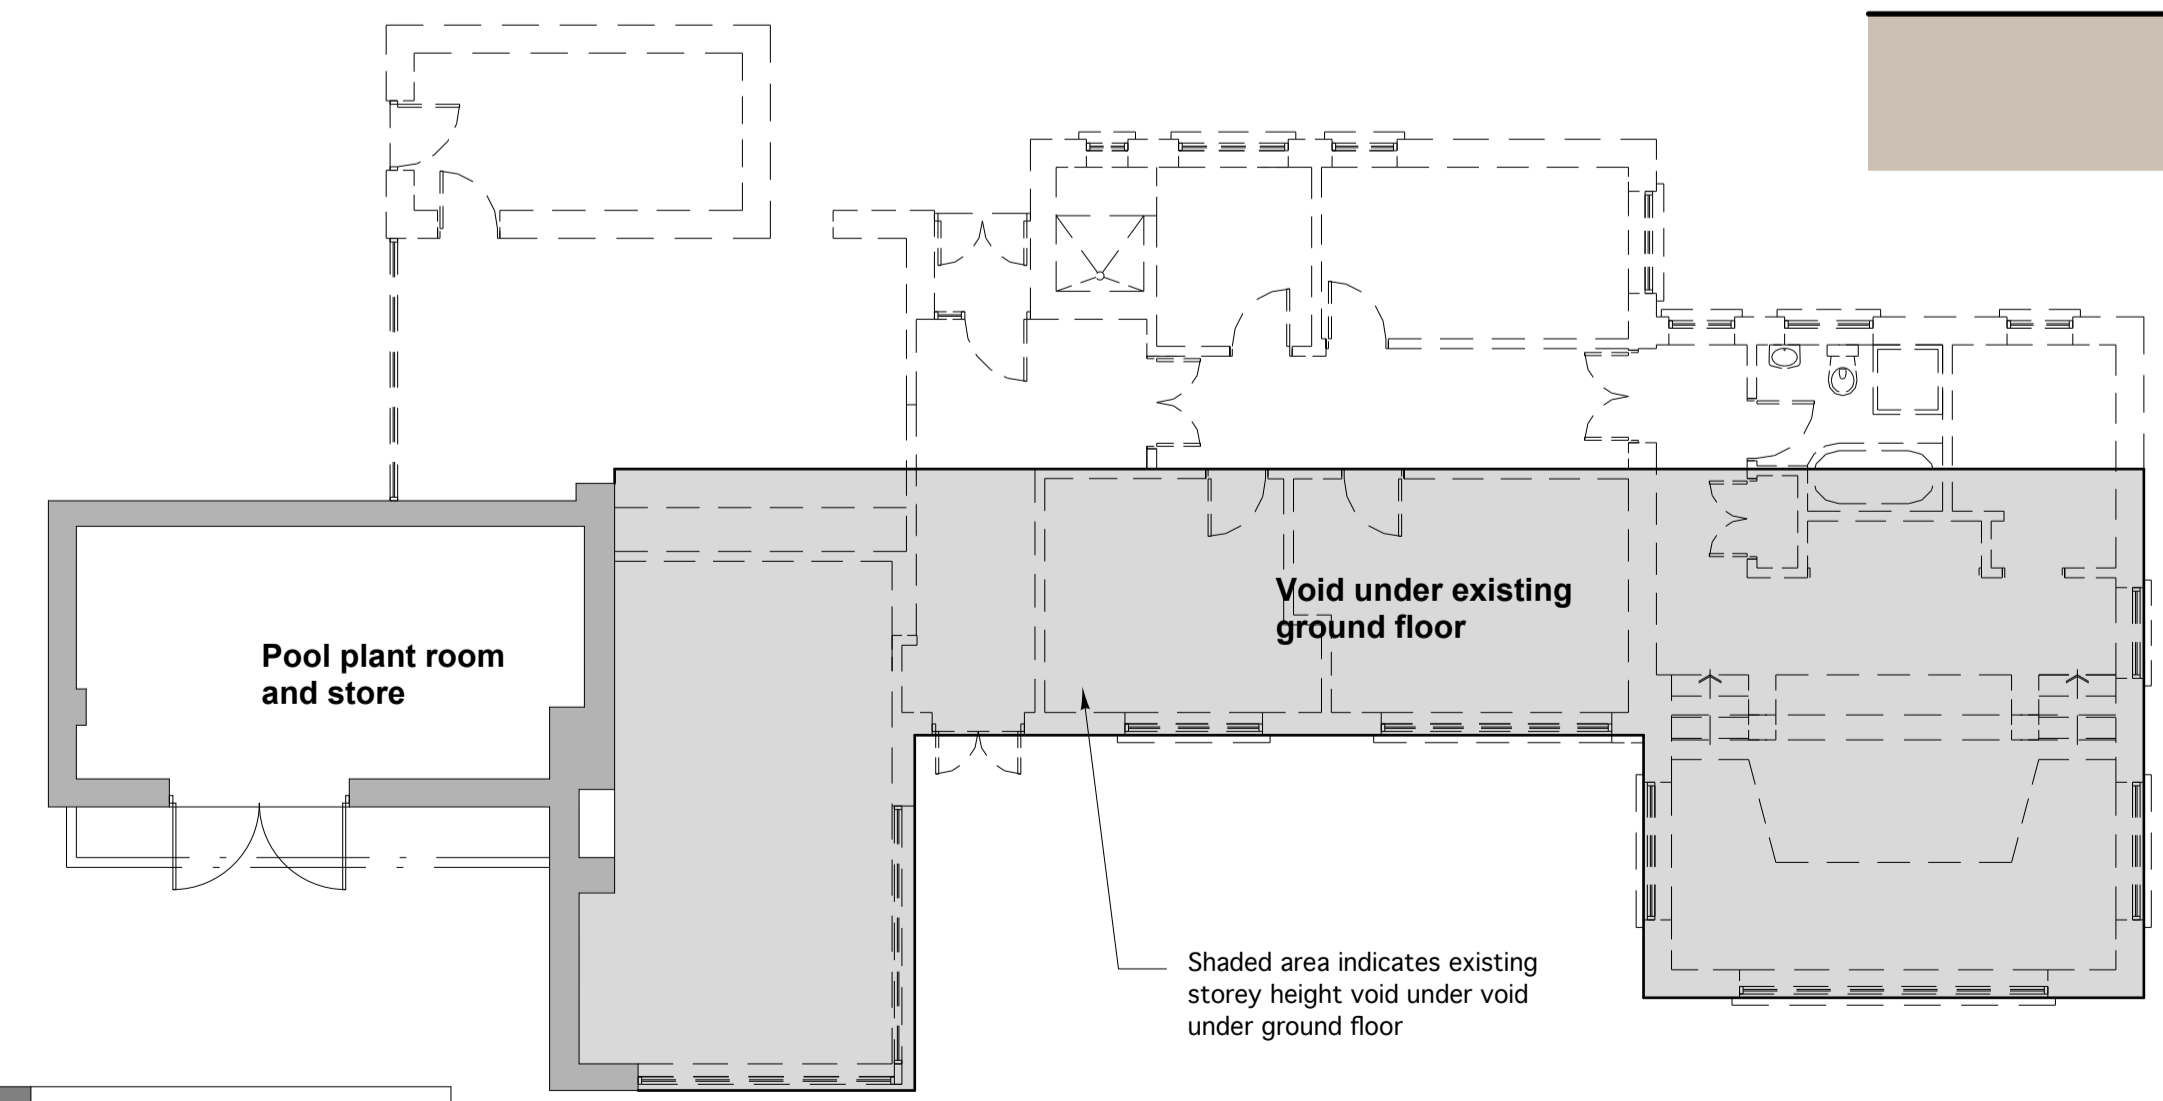 Void under existing
ground floor
Pool plant room
and store
Shaded area indicates existing
storey height void under void
under ground floor